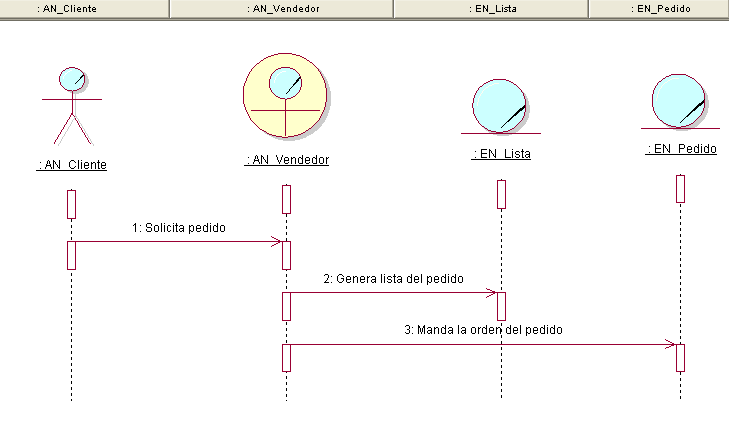 : AN_Cliente
: AN_Vendedor
: EN_Lista
: EN_Pedido
: AN_Cliente
: AN_Vendedor
: EN_Lista
: EN_Pedido
1: Solicita pedido
2: Genera lista del pedido
3: Manda la orden del pedido